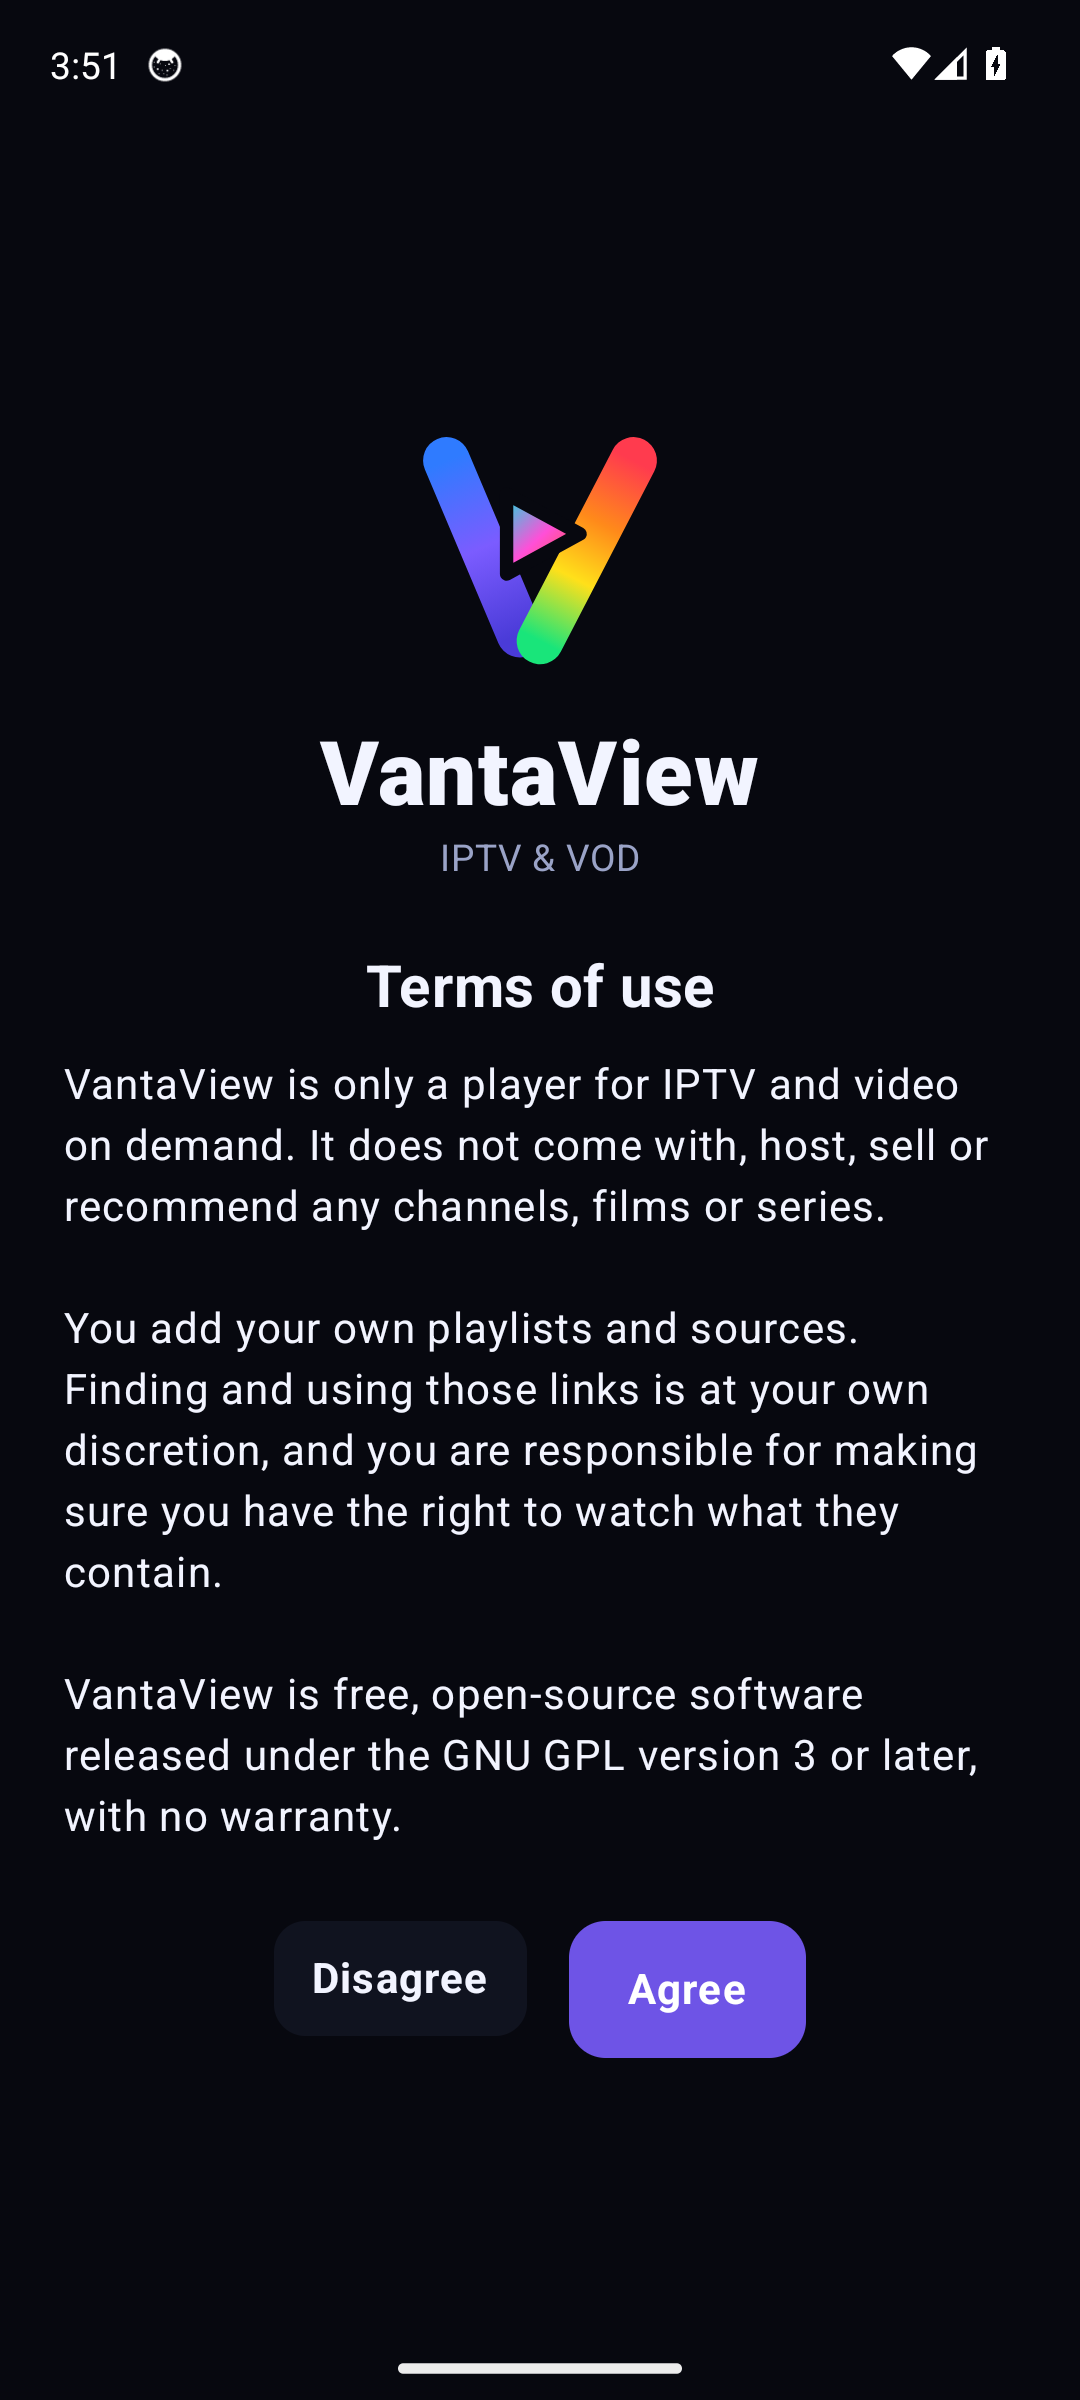 3:51
VantaView
IPTV & VOD
Terms of use
VantaView is only a player for IPTV and video
on demand. It does not come with, host, sell or
recommend any channels, films or series.
You add your own playlists and sources.
Finding and using those links is at your own
discretion, and you are responsible for making
sure you have the right to watch what they
contain.
VantaView is free, open-source software
released under the GNU GPL version 3 or later,
with no warranty.
Disagree
Agree